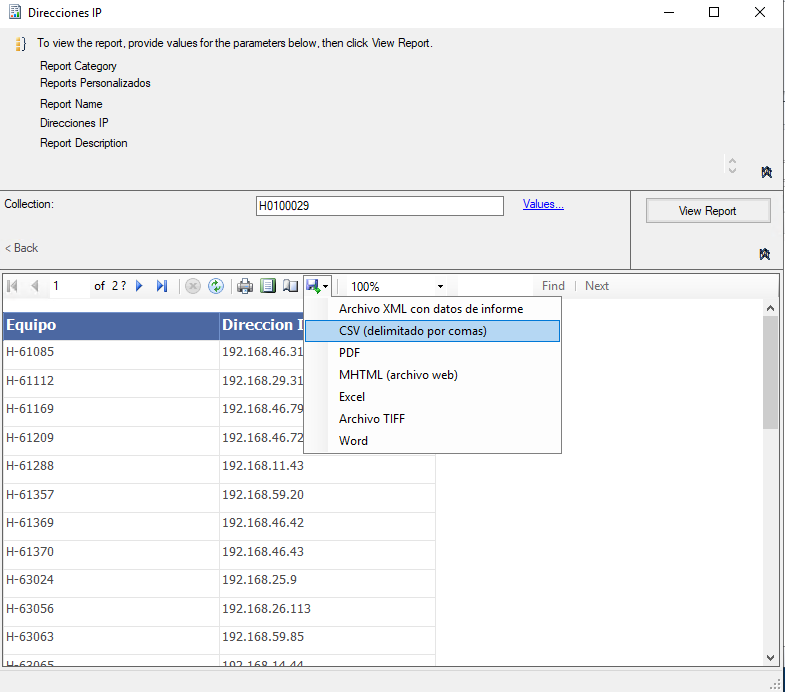 Direcciones IP
To view the report, provide values for the parameters below, then click View Report.
Report Category
Reports Personalizados
Report Name
Direcciones IP
Report Description
Collection:
H0100029
Values...
View Report
< Back
1 of 2 ? 100% Find | Next
Archivo XML con datos de informe
CSV (delimitado por comas)
PDF
MHTML (archivo web)
Excel
Archivo TIFF
Word
Equipo Direccion I
H-61085 192.168.46.31
H-61112 192.168.29.31
H-61169 192.168.46.79
H-61209 192.168.46.72
H-61288 192.168.11.43
H-61357 192.168.59.20
H-61369 192.168.46.42
H-61370 192.168.46.43
H-63024 192.168.25.9
H-63056 192.168.26.113
H-63063 192.168.59.85
H-63065 192.168.14.44